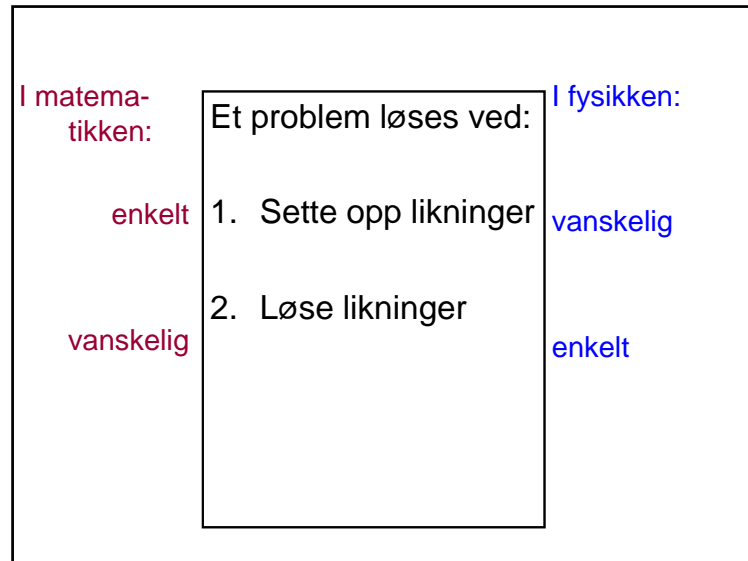 I matema-
tikken:
Et problem løses ved:
I fysikken:
enkelt
1. Sette opp likninger
vanskelig
2. Løse likninger
vanskelig
enkelt